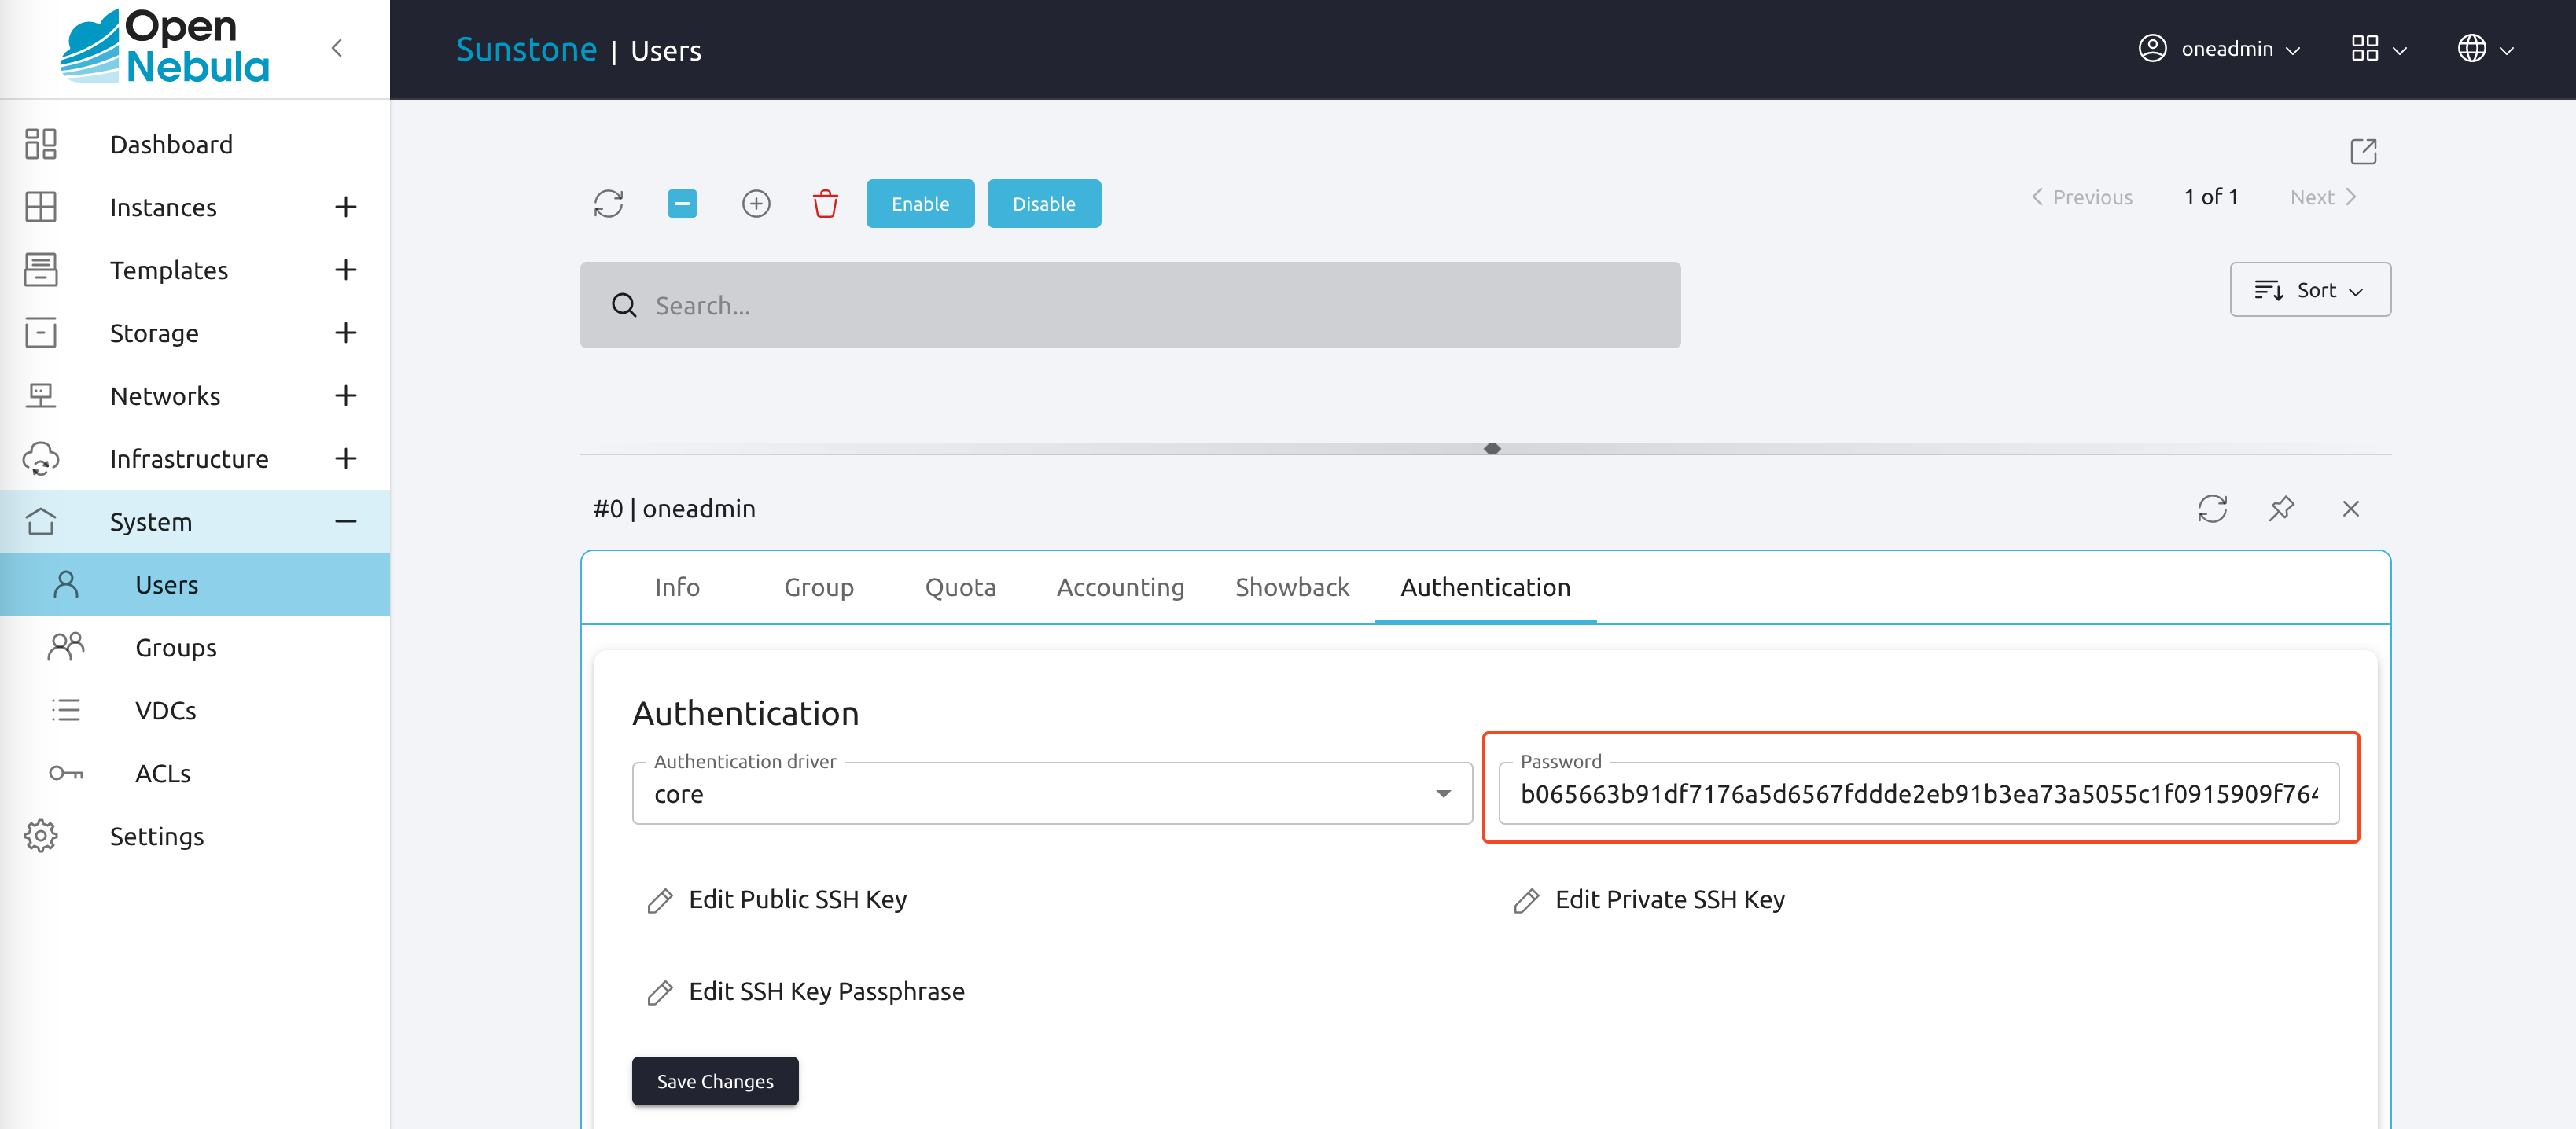 Open
Nebula
Sunstone | Users
oneadmin
Dashboard
Instances
Templates
Storage
Networks
Infrastructure
System
Users
Groups
VDCs
ACLs
Settings
Enable
Disable
Previous
1 of 1
Next
Search...
Sort
#0 | oneadmin
Info
Group
Quota
Accounting
Showback
Authentication
Authentication
Authentication driver
core
Password
b065663b91df7176a5d6567fddde2eb91b3ea73a5055c1f0915909f764
Edit Public SSH Key
Edit Private SSH Key
Edit SSH Key Passphrase
Save Changes